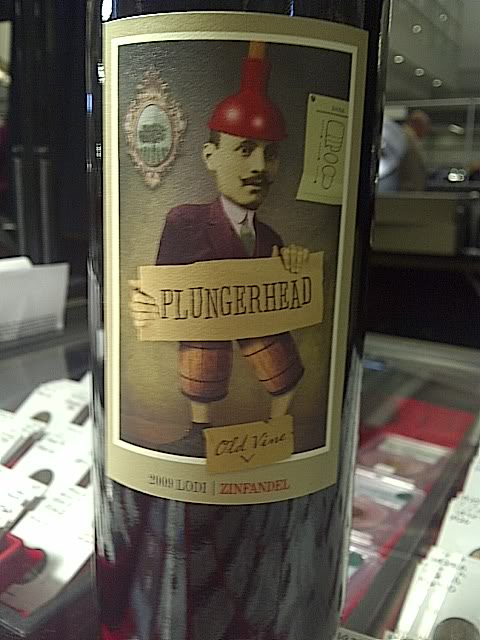 PLUNGERHEAD
Old Vine
2009 LODI | ZINFANDEL